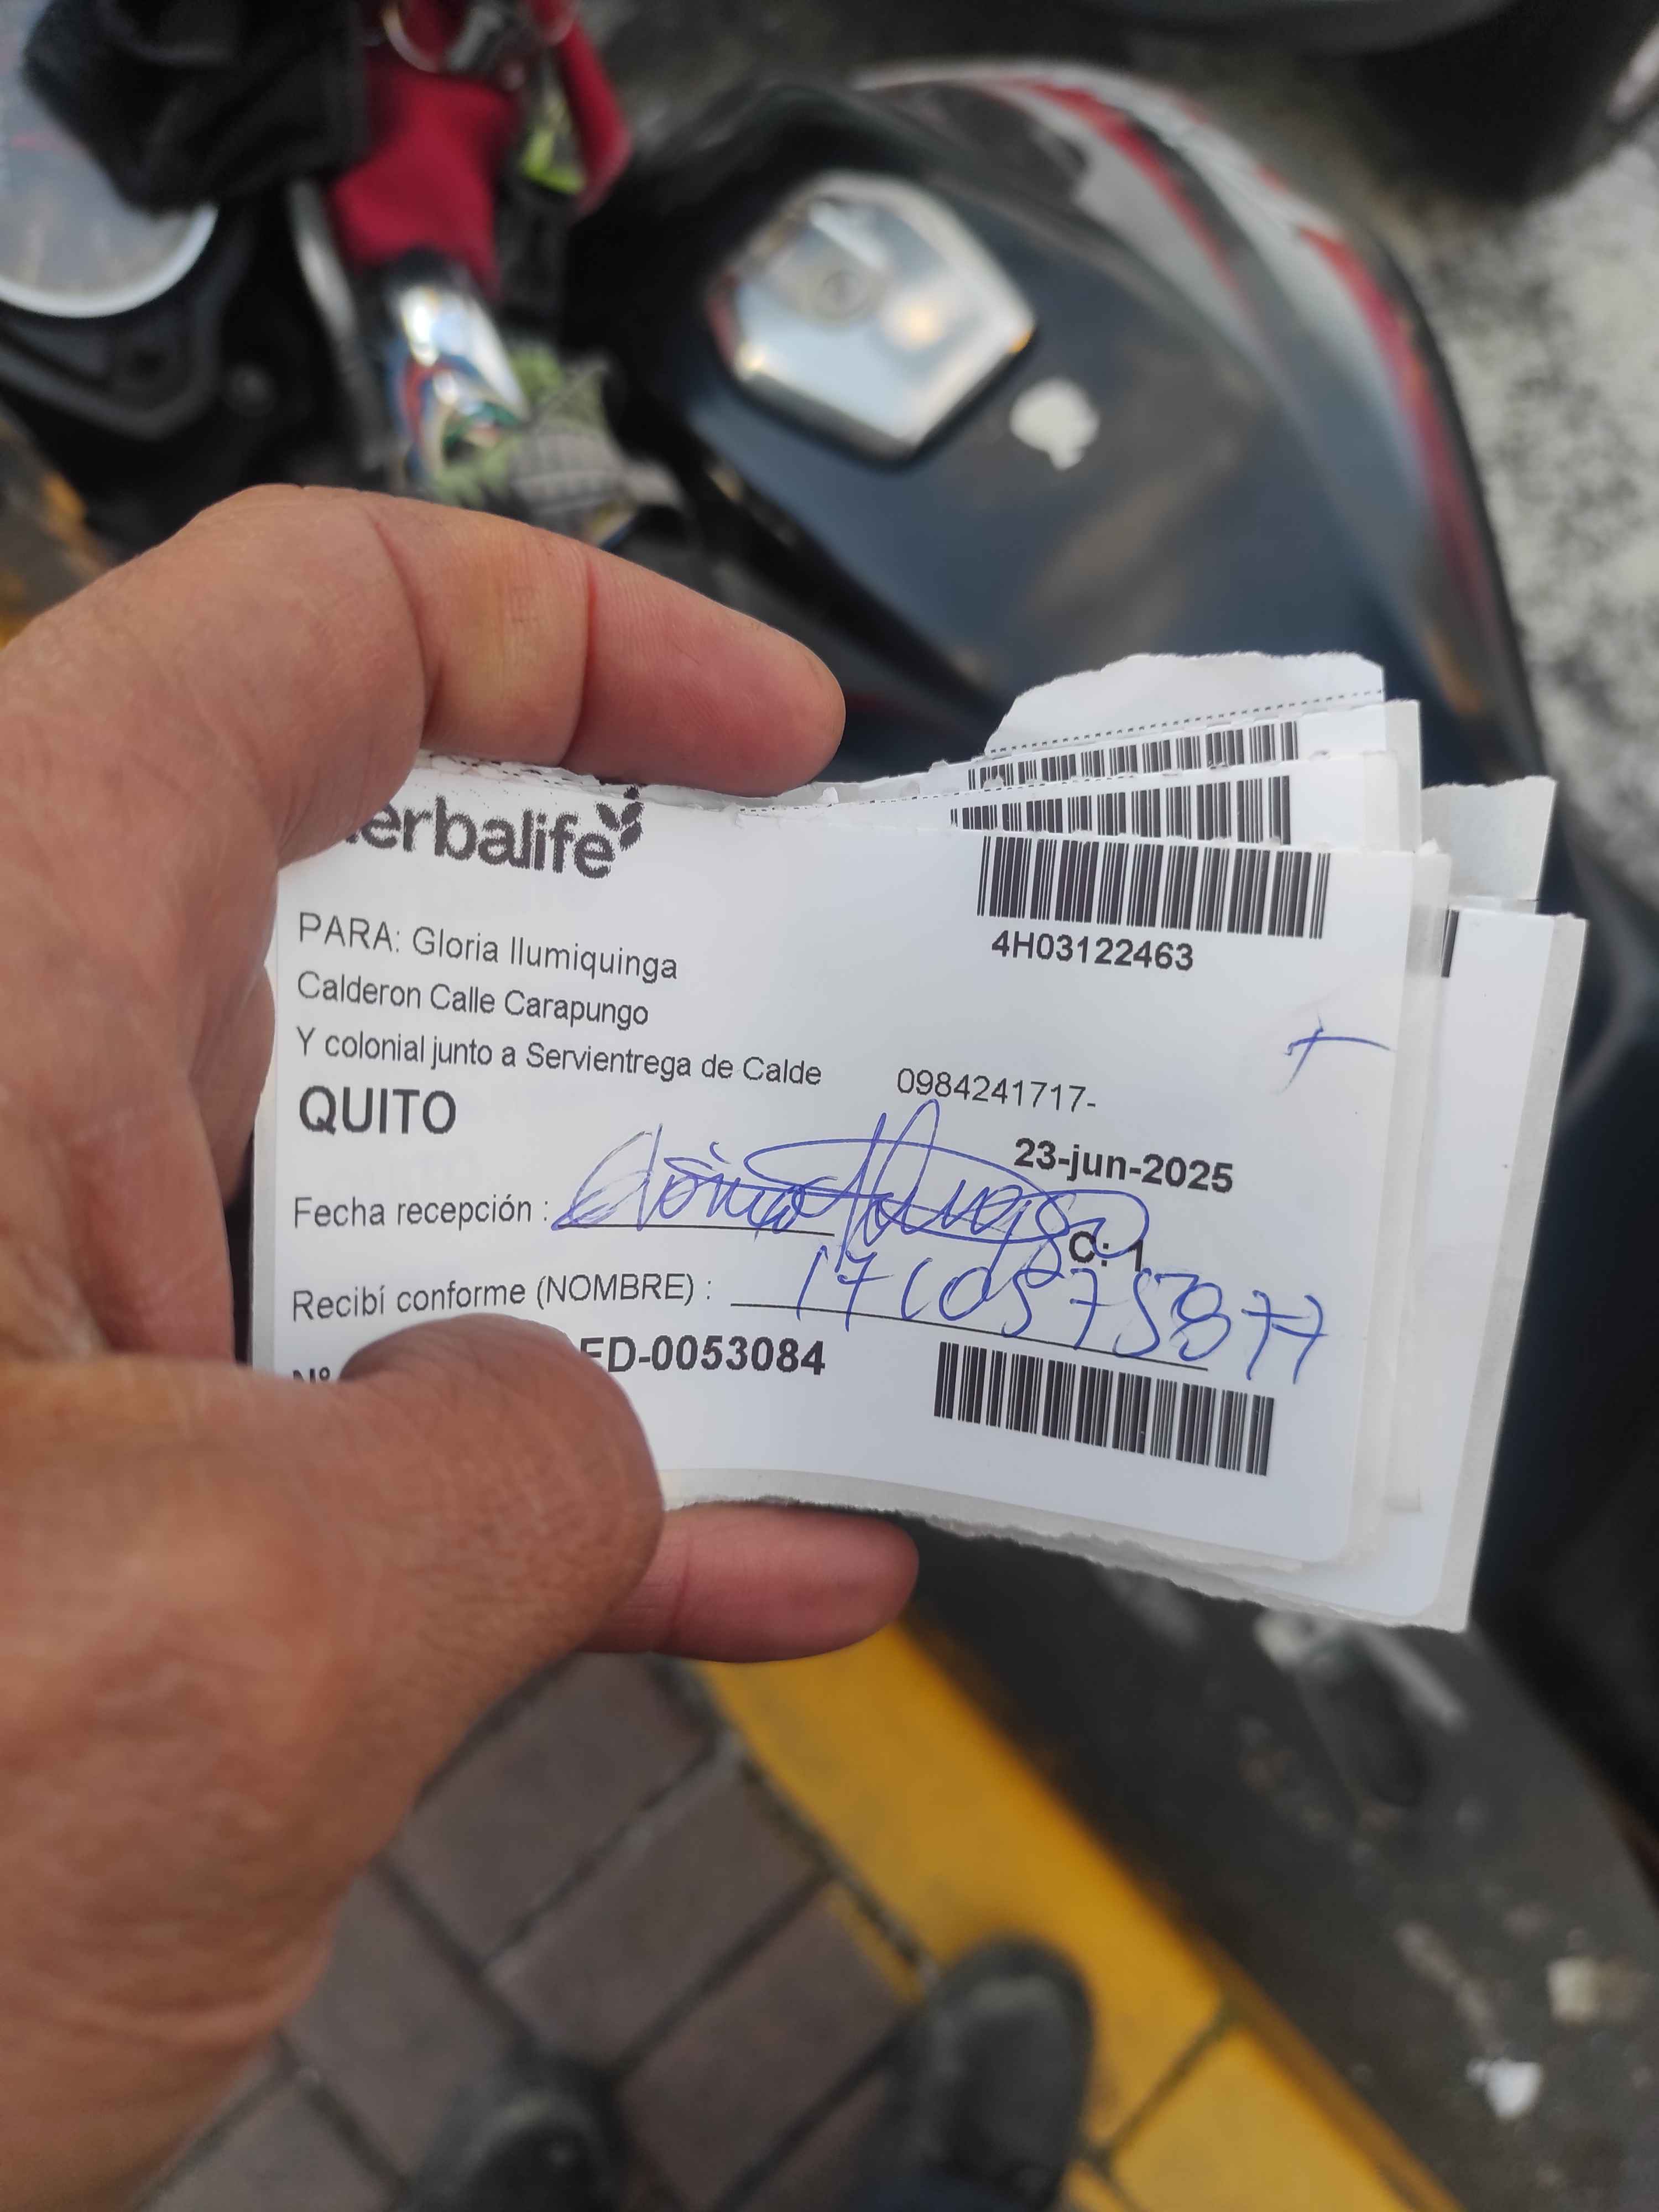 erbalife
4H03122463
PARA: Gloria Ilumiquinga
Calderon Calle Carapungo
Y colonial junto a Servientrega de Calde 0984241717-
QUITO
23-jun-2025
Fecha recepción :
C: 1
Recibí conforme (NOMBRE) :
Nº ED-0053084